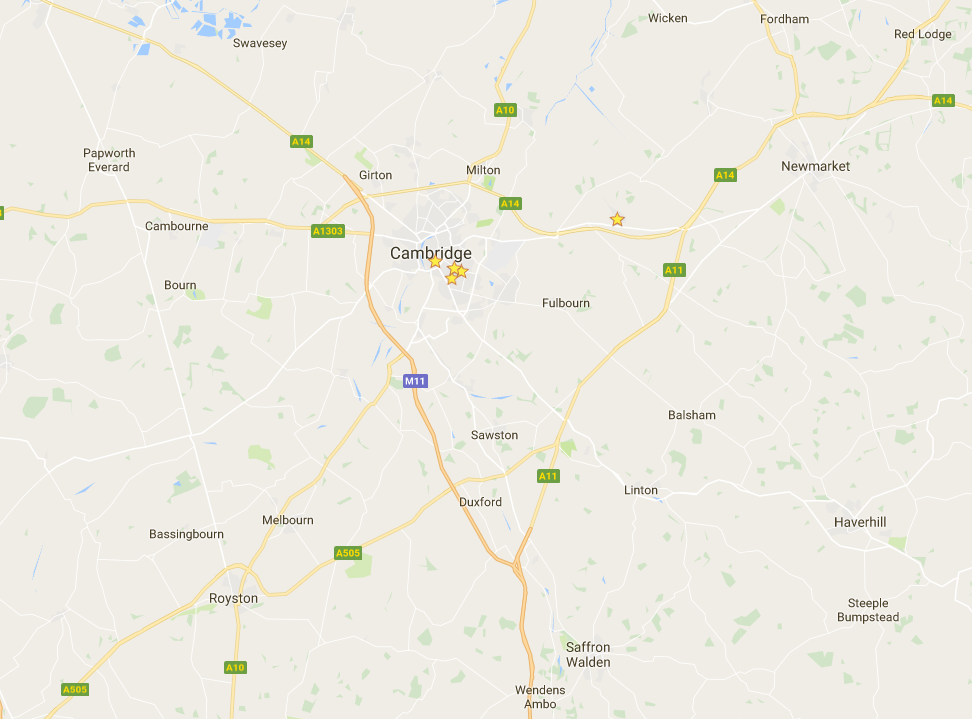 Wicken
Fordham
Red Lodge
Swavesey
A14
A10
A14
Papworth
Everard
Girton
Milton
Newmarket
A14
A14
Cambourne
A1303
Cambridge
A11
Bourn
Fulbourn
M11
Balsham
Sawston
A11
Linton
Duxford
Melbourn
Bassingbourn
Haverhill
A505
Royston
Steeple
Bumpstead
Saffron
Walden
A10
A505
Wendens
Ambo